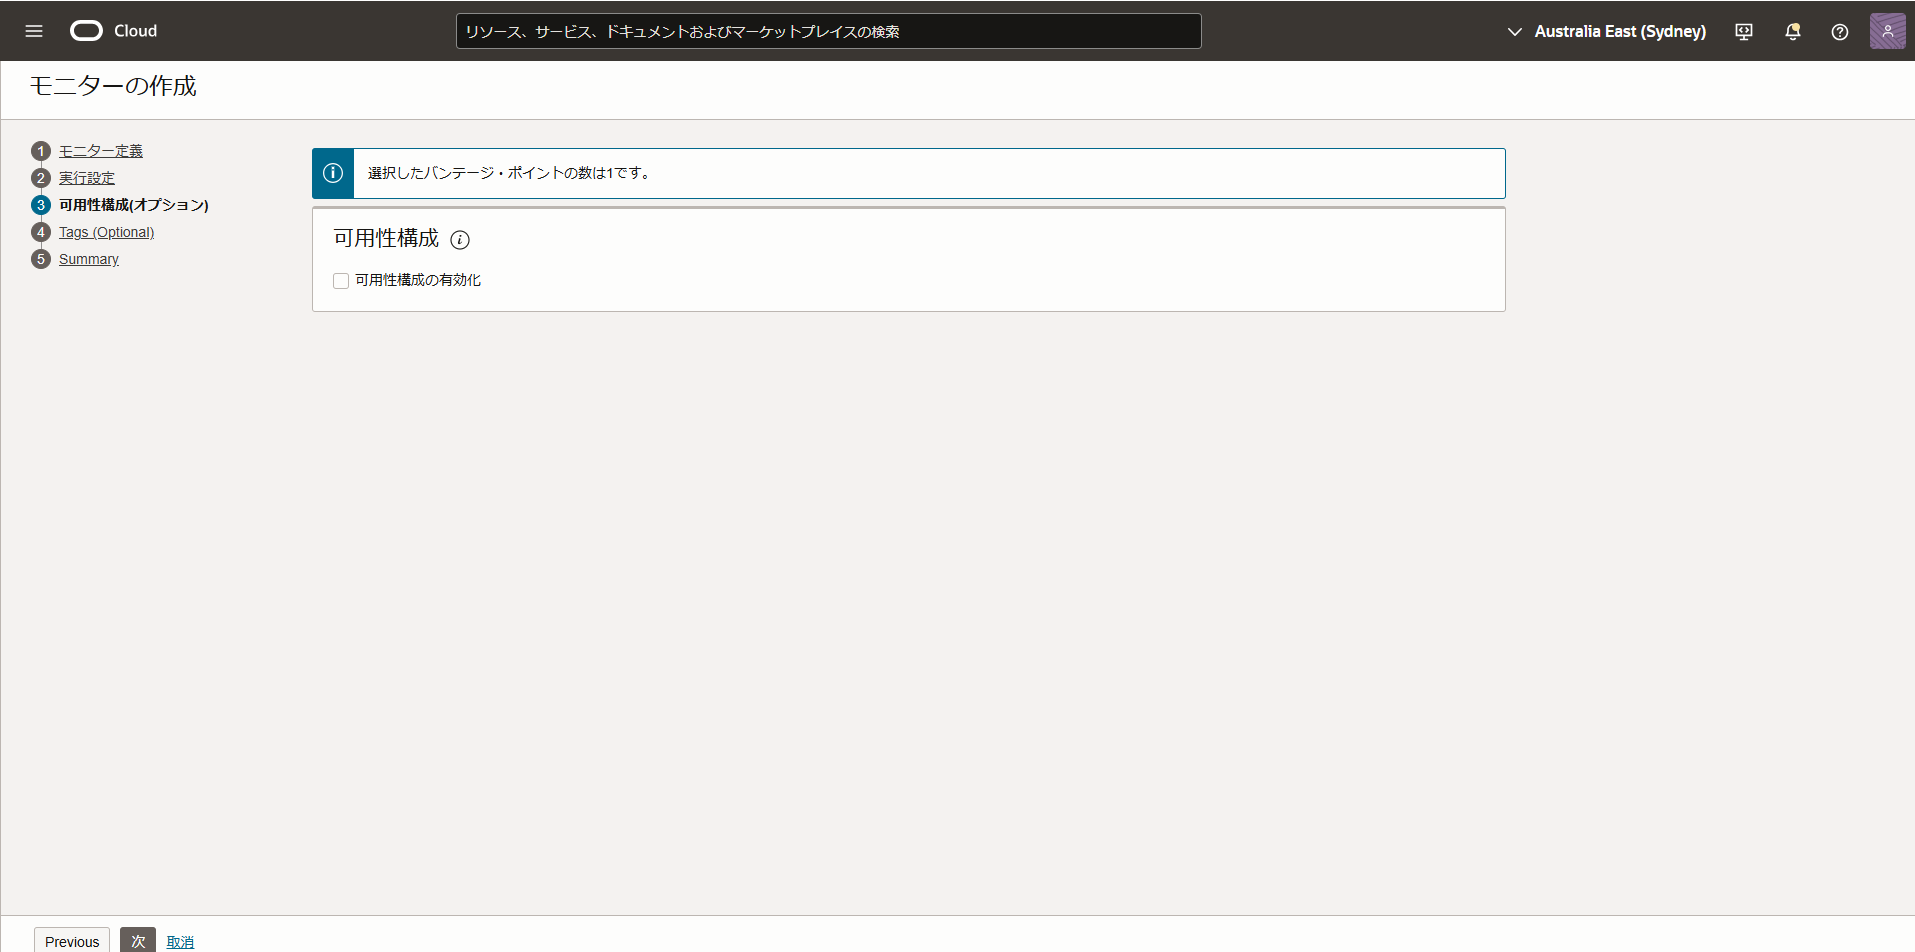 Cloud
リソース、サービス、ドキュメントおよびマーケットプレイスの検索
Australia East (Sydney)
モニターの作成
1 モニター定義
2 実行設定
3 可用性構成(オプション)
4 Tags (Optional)
5 Summary
選択したバンテージ・ポイントの数は1です。
可用性構成
可用性構成の有効化
Previous 次 取消